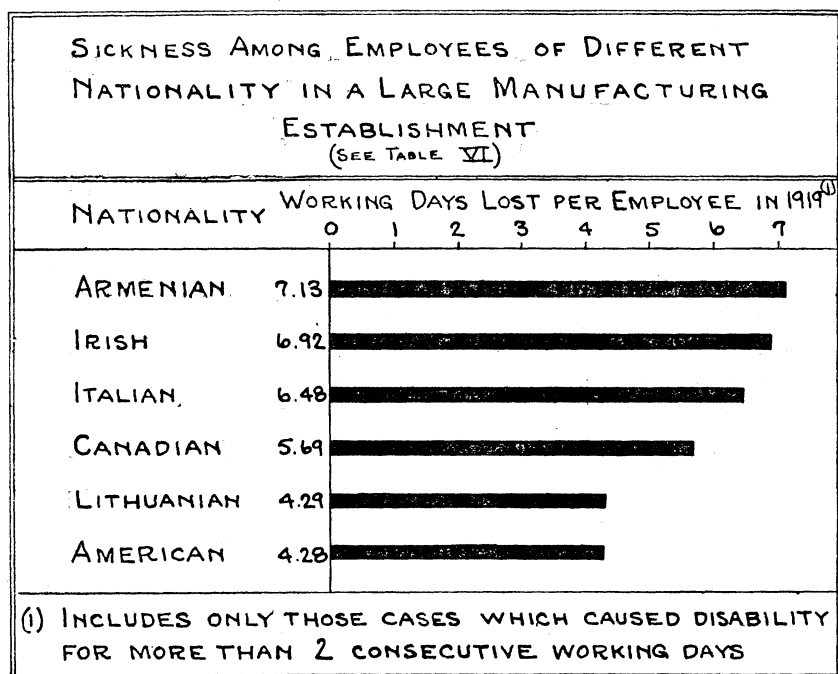 SICKNESS AMONG EMPLOYEES OF DIFFERENT
NATIONALITY IN A LARGE MANUFACTURING
ESTABLISHMENT
(SEE TABLE VI)
NATIONALITY WORKING DAYS LOST PER EMPLOYEE IN 1919(1)
0 1 2 3 4 5 6 7
ARMENIAN 7.13
IRISH 6.92
ITALIAN 6.48
CANADIAN 5.69
LITHUANIAN 4.29
AMERICAN 4.28
(1) INCLUDES ONLY THOSE CASES WHICH CAUSED DISABILITY
FOR MORE THAN 2 CONSECUTIVE WORKING DAYS